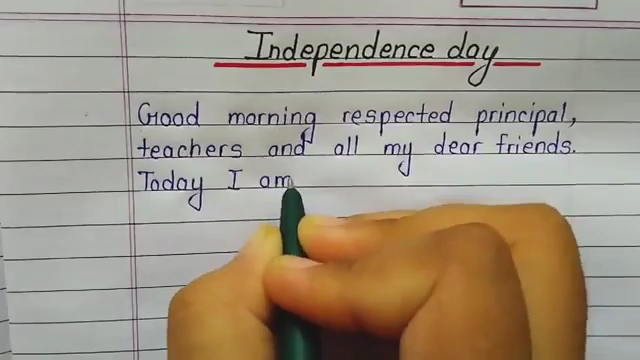 Independence day
Good morning respected principal,
teachers and all my dear friends.
Today I am